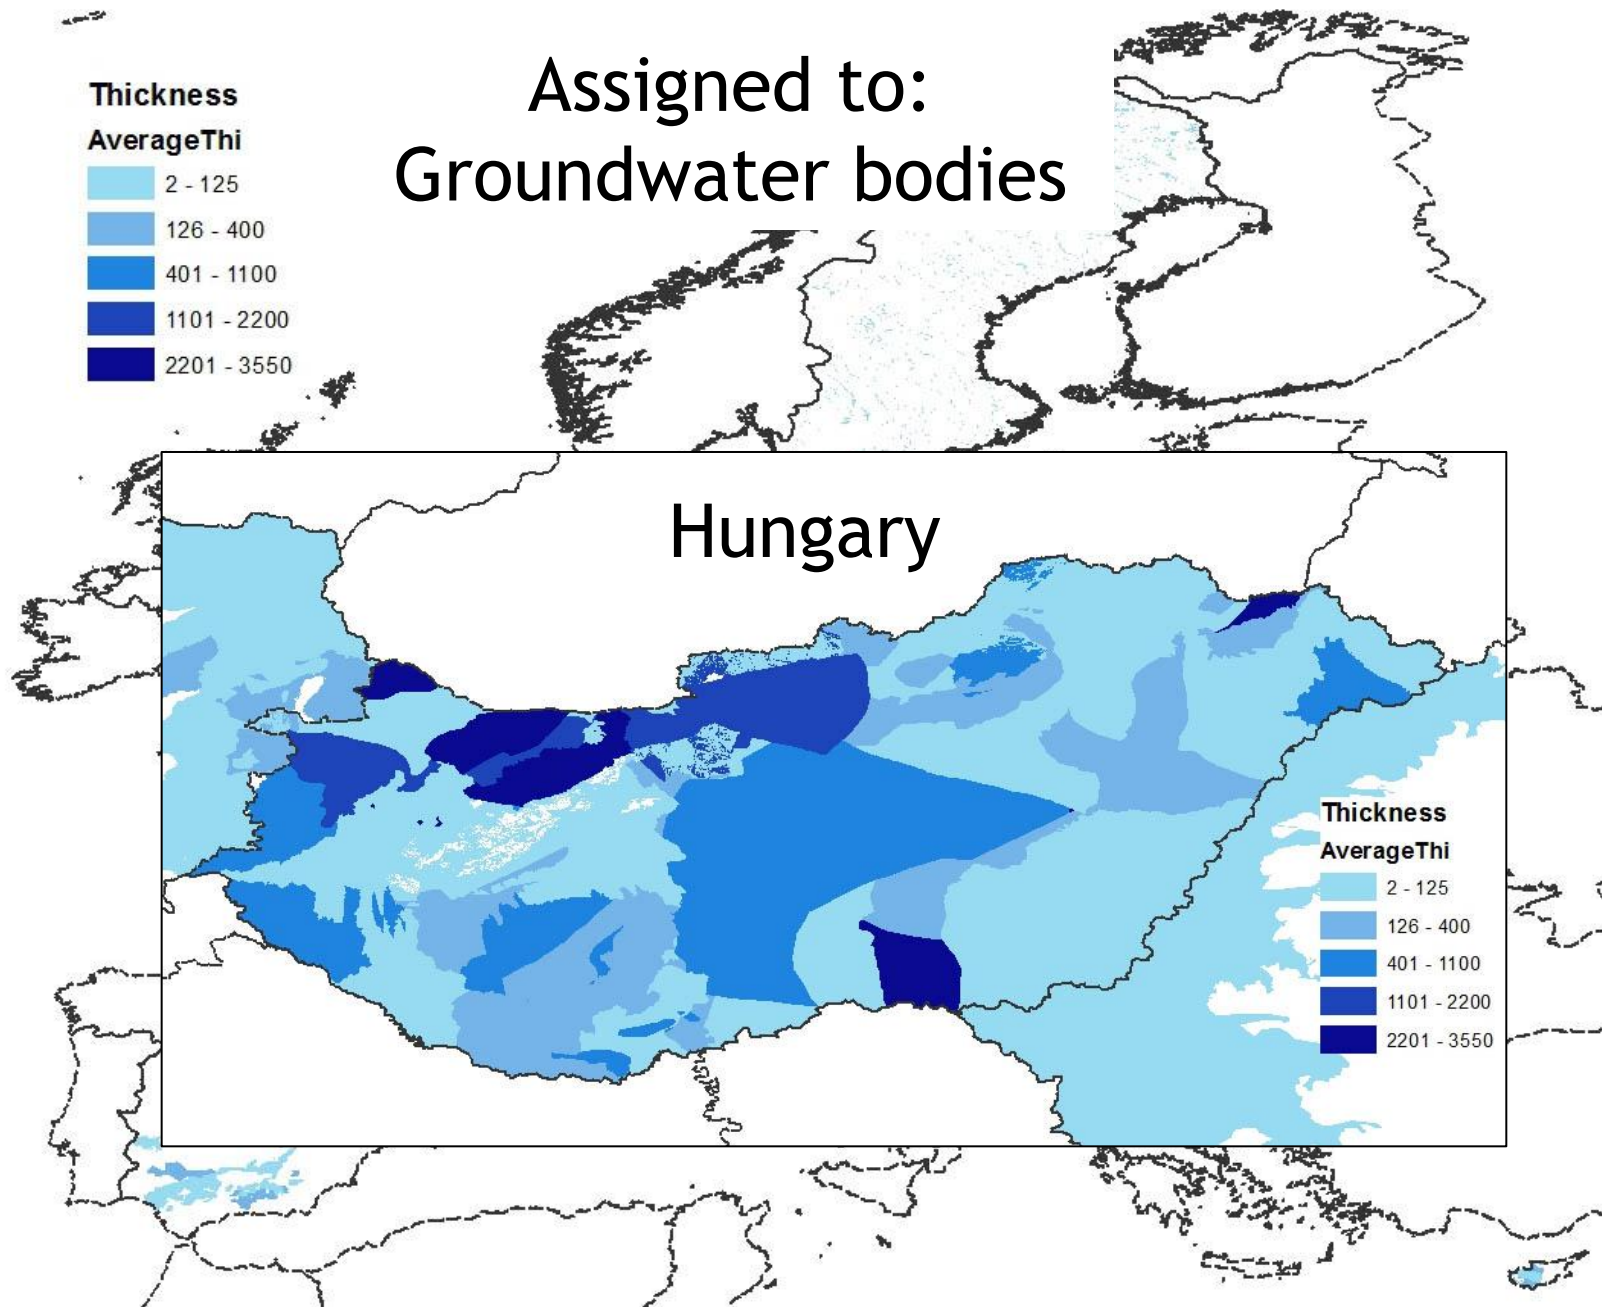 Assigned to:
Groundwater bodies
Thickness
AverageThi
2 - 125
126 - 400
401 - 1100
1101 - 2200
2201 - 3550
Hungary
Thickness
AverageThi
2 - 125
126 - 400
401 - 1100
1101 - 2200
2201 - 3550